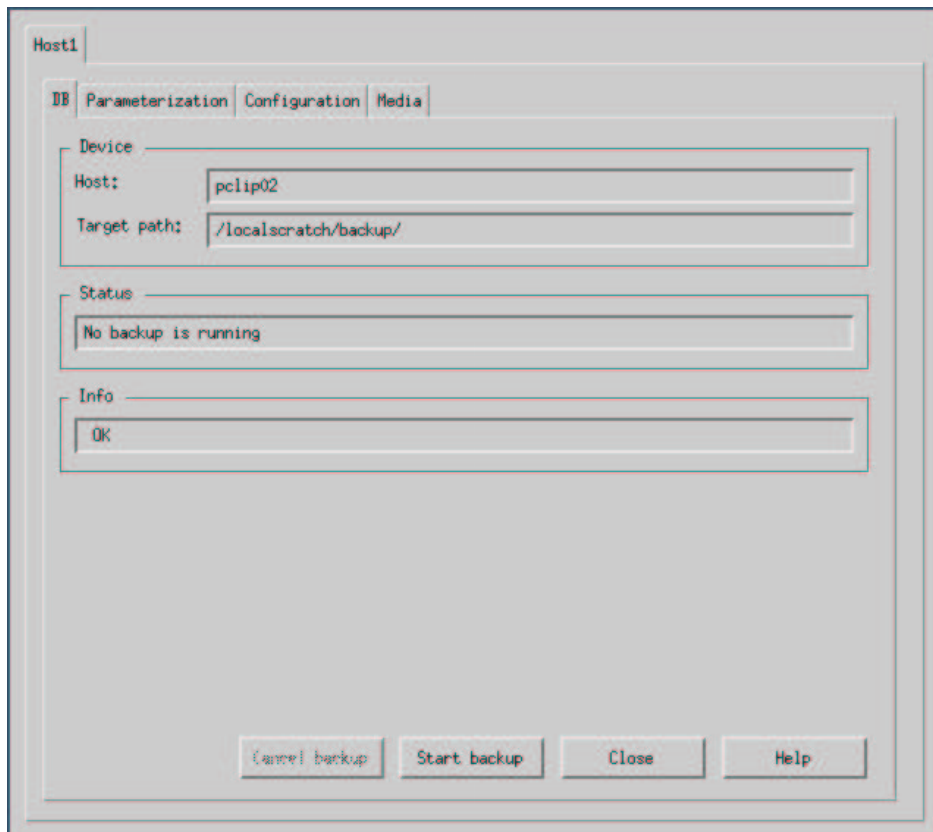 Host1
DB Parameterization Configuration Media
Device
Host: pclip02
Target path: /localscratch/backup/
Status
No backup is running
Info
OK
Cancel backup Start backup Close Help